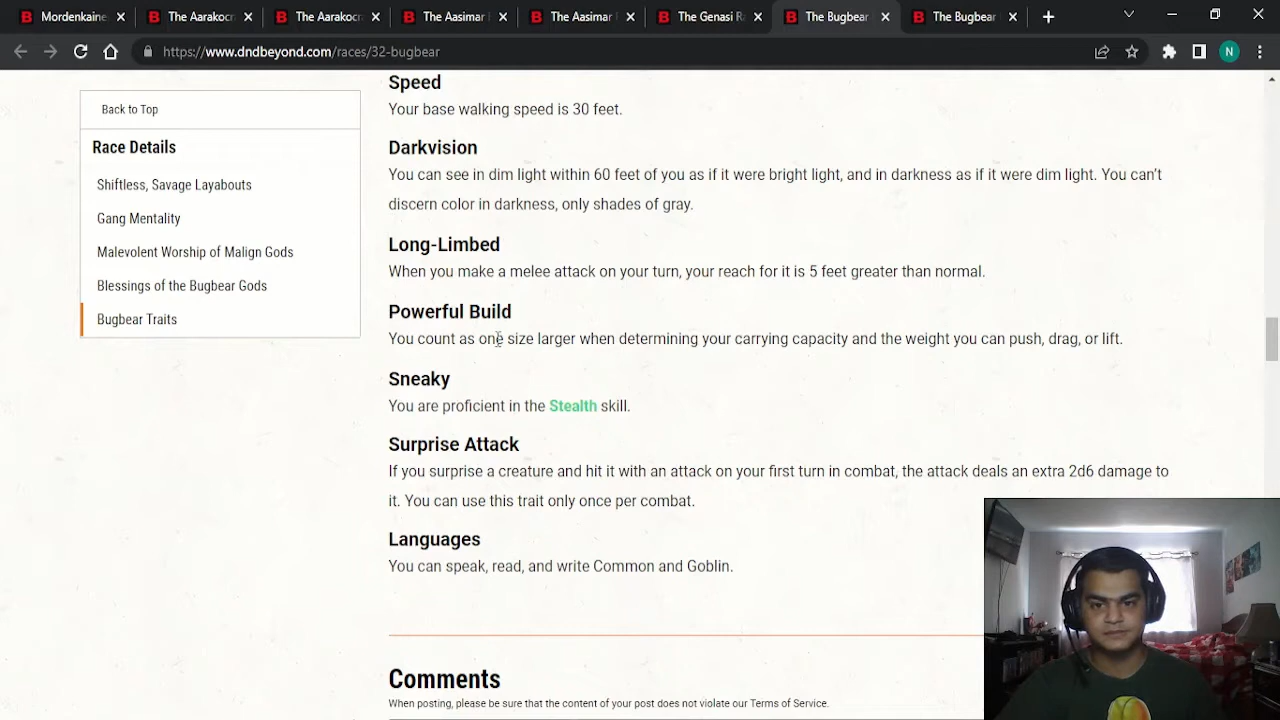 Mordenkaine
The Aarakocr
The Aarakocr
The Aasimar
The Aasimar
The Genasi Ra
The Bugbear
The Bugbear
https://www.dndbeyond.com/races/32-bugbear
N
Back to Top
Race Details
Shiftless, Savage Layabouts
Gang Mentality
Malevolent Worship of Malign Gods
Blessings of the Bugbear Gods
Bugbear Traits
Speed
Your base walking speed is 30 feet.
Darkvision
You can see in dim light within 60 feet of you as if it were bright light, and in darkness as if it were dim light. You can't
discern color in darkness, only shades of gray.
Long-Limbed
When you make a melee attack on your turn, your reach for it is 5 feet greater than normal.
Powerful Build
You count as one size larger when determining your carrying capacity and the weight you can push, drag, or lift.
Sneaky
You are proficient in the Stealth skill.
Surprise Attack
If you surprise a creature and hit it with an attack on your first turn in combat, the attack deals an extra 2d6 damage to
it. You can use this trait only once per combat.
Languages
You can speak, read, and write Common and Goblin.
Comments
When posting, please be sure that the content of your post does not violate our Terms of Service.